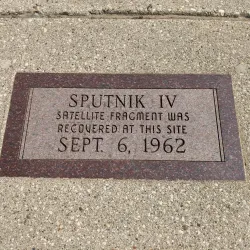 SPUTNIK IV
SATELLITE FRAGMENT WAS
RECOVERED AT THIS SITE
SEPT. 6, 1962